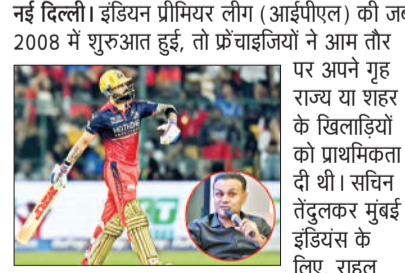 नई दिल्ली। इंडियन प्रीमियर लीग (आईपीएल) की जब
2008 में शुरुआत हुई, तो फ्रेंचाइजियों ने आम तौर
पर अपने गृह
राज्य या शहर
के खिलाड़ियों
को प्राथमिकता
दी थी। सचिन
तेंदुलकर मुंबई
इंडियंस के
लिए, राहुल